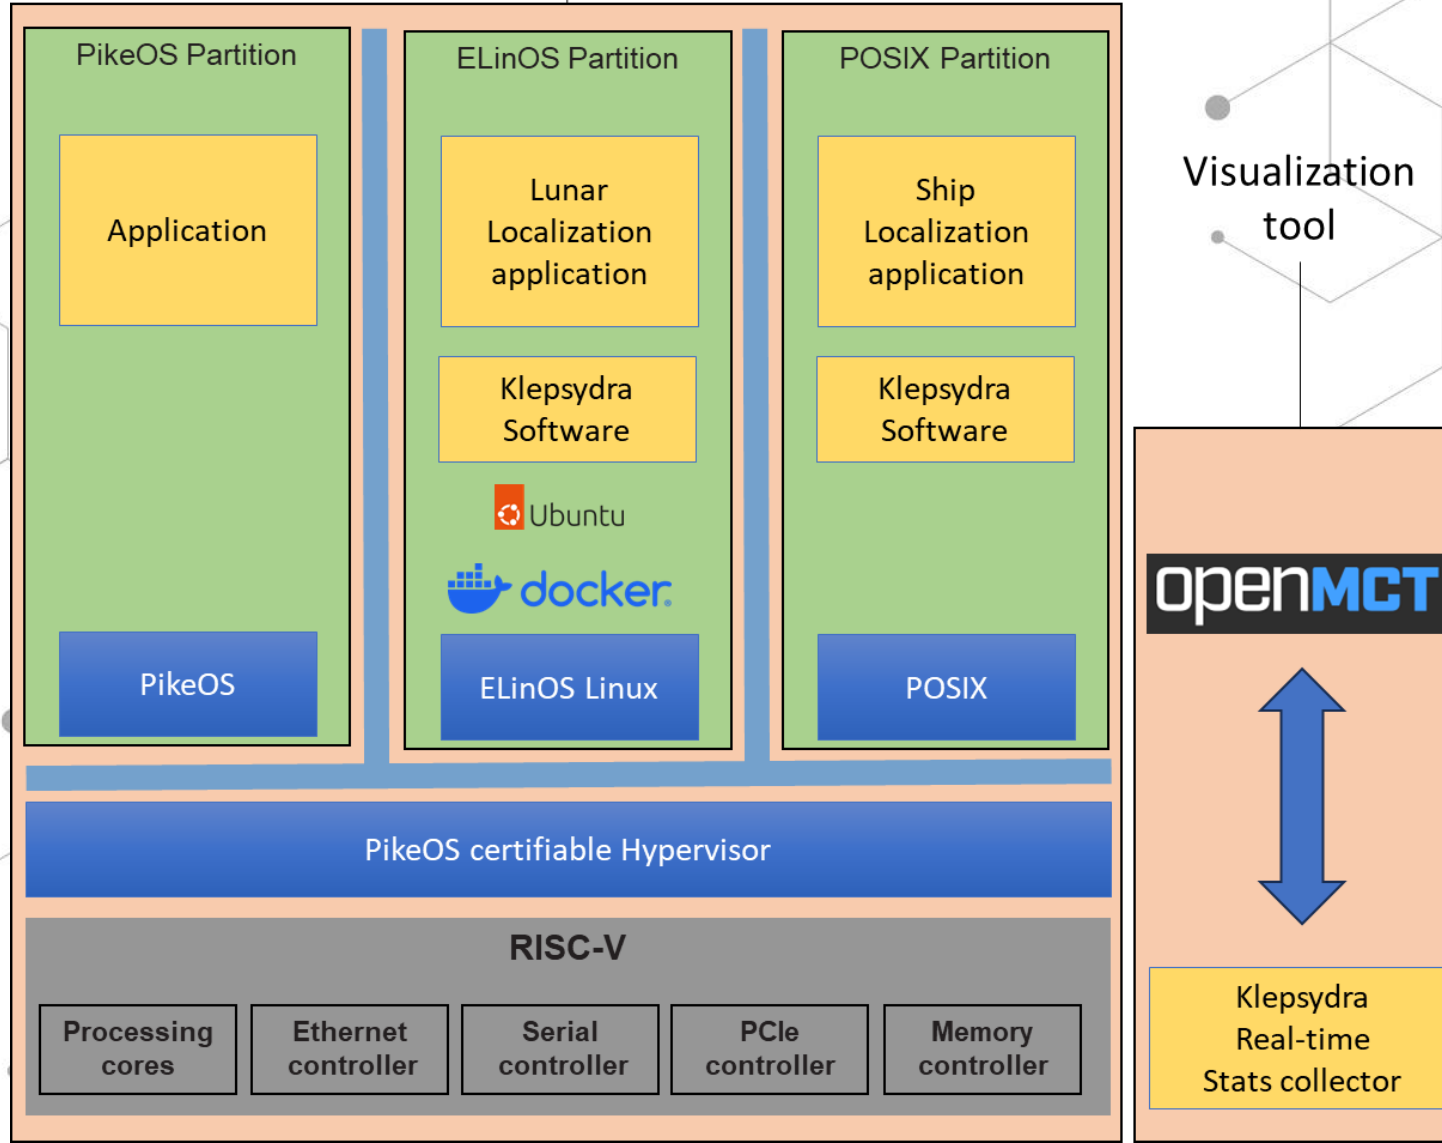 PikeOS Partition
Application
PikeOS
ELinOS Partition
Lunar
Localization
application
Klepsydra
Software
Ubuntu
docker.
ELinOS Linux
POSIX Partition
Ship
Localization
application
Klepsydra
Software
POSIX
PikeOS certifiable Hypervisor
RISC-V
Processing
cores
Ethernet
controller
Serial
controller
PCIe
controller
Memory
controller
Visualization
tool
openMCT
Klepsydra
Real-time
Stats collector